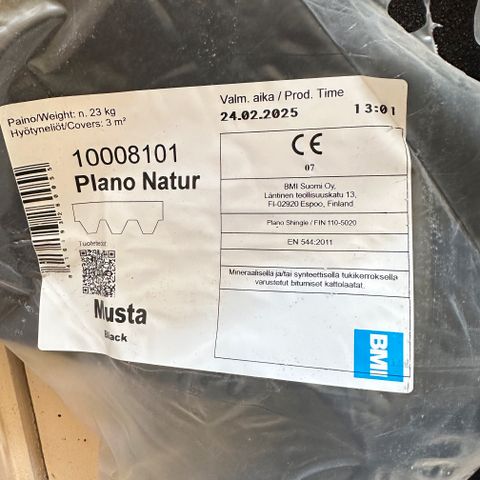 Paino/Weight: n. 23 kg
Hyötyneliöt/Covers: 3 m²
10008101
Plano Natur
Tuotetiedot
Musta
Black
Valm. aika / Prod. Time
24.02.2025 13:01
CE
07
BMI Suomi Oy,
Läntinen teollisuuskatu 13,
FI-02920 Espoo, Finland
Plano Shingle / FIN 110-5020
EN 544:2011
Mineraalisella ja/tai synteettisella tukikerroksella
varustetut bitumiset kattolaatat.
BMI